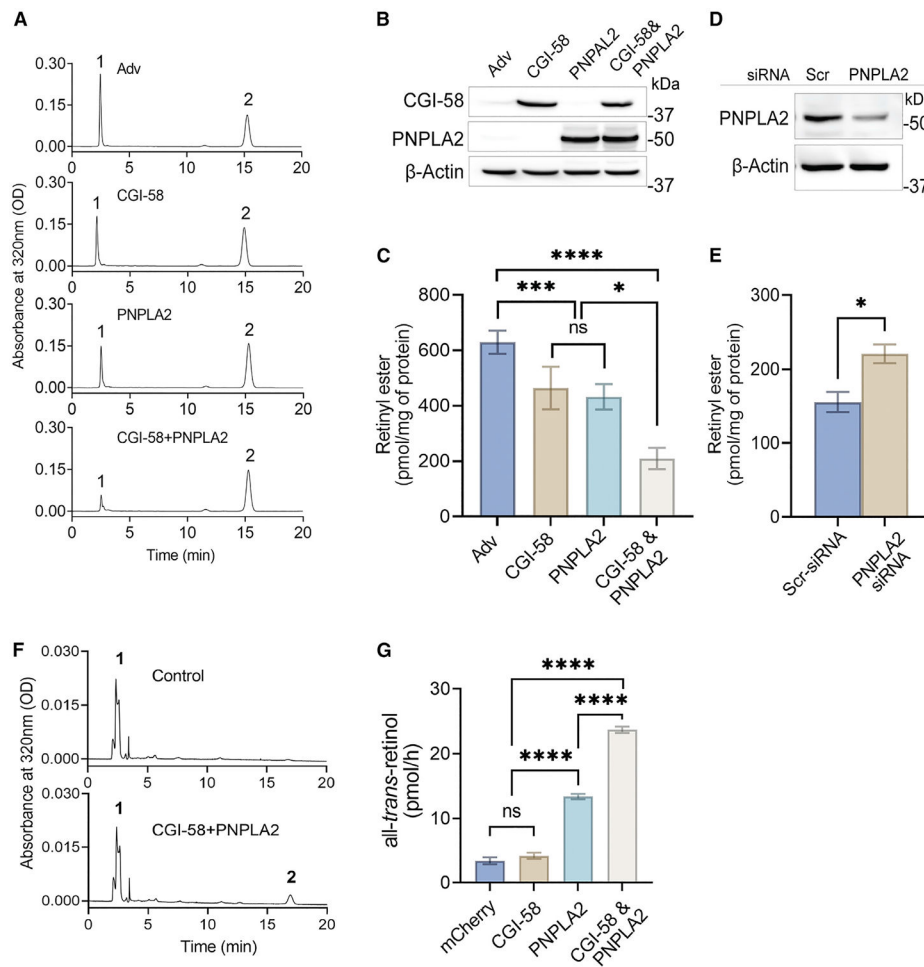 A
0.30
0.15
0.00
0
5
10
15
20
Adv
1
2
0.30
0.15
0.00
0
5
10
15
20
CGI-58
1
2
0.30
0.15
0.00
0
5
10
15
20
PNPLA2
1
2
0.30
0.15
0.00
0
5
10
15
20
CGI-58+PNPLA2
1
2
Absorbance at 320nm (OD)
Time (min)
B
Adv
CGI-58
PNPAL2
CGI-58&
PNPLA2
kDa
CGI-58
-37
PNPLA2
-50
β-Actin
-37
D
siRNA Scr PNPLA2
kD
PNPLA2
-50
β-Actin
-37
C
****
***
*
ns
800
600
400
200
0
Retinyl ester
(pmol/mg of protein)
Adv
CGI-58
PNPLA2
CGI-58 &
PNPLA2
E
*
300
200
100
0
Retinyl ester
(pmol/mg of protein)
Scr-siRNA
PNPLA2
siRNA
F
0.030
0.015
0.000
0
5
10
15
20
1
Control
0.030
0.015
0.000
0
5
10
15
20
1
CGI-58+PNPLA2
2
Absorbance at 320nm (OD)
Time (min)
G
****
****
****
ns
30
20
10
0
all-trans-retinol
(pmol/h)
mCherry
CGI-58
PNPLA2
CGI-58 &
PNPLA2